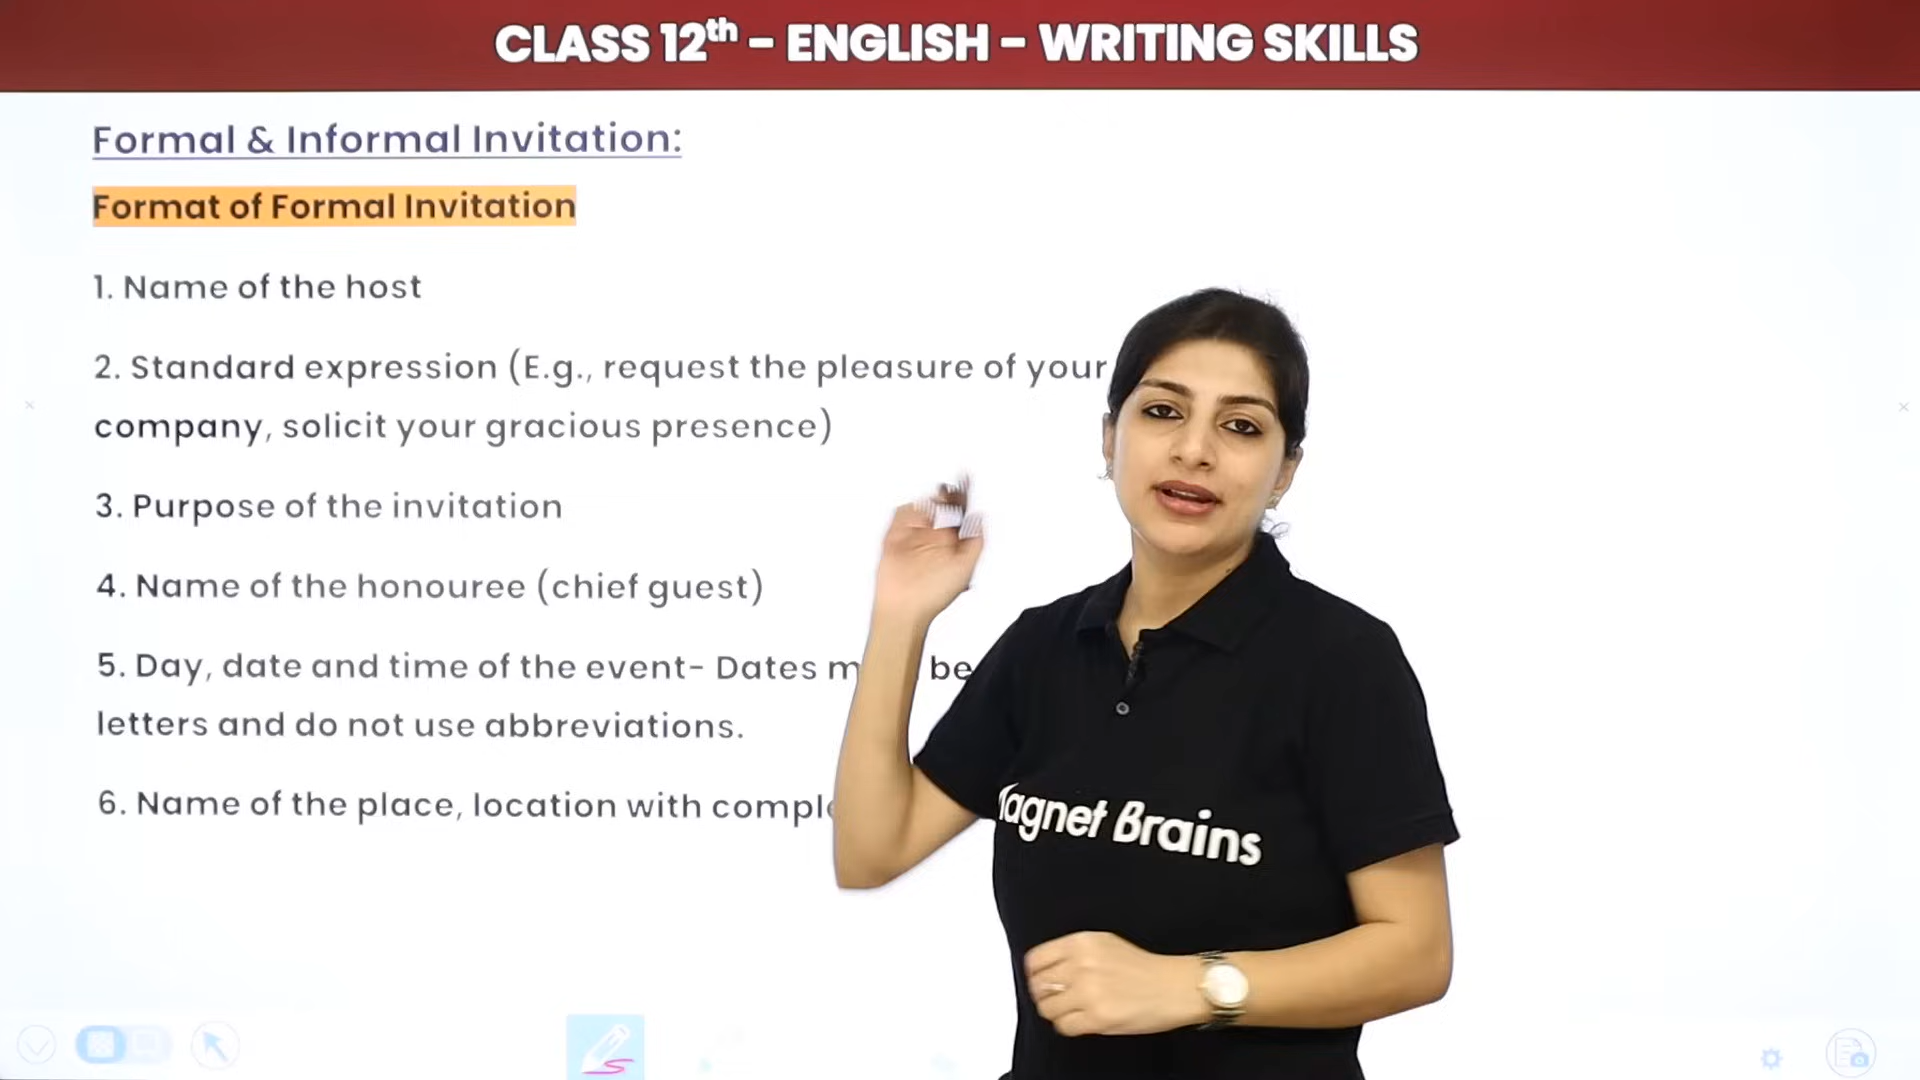 CLASS 12th – ENGLISH – WRITING SKILLS
Formal & Informal Invitation:
Format of Formal Invitation
1. Name of the host
2. Standard expression (E.g., request the pleasure of your
company, solicit your gracious presence)
3. Purpose of the invitation
4. Name of the honouree (chief guest)
5. Day, date and time of the event- Dates be
letters and do not use abbreviations.
6. Name of the place, location with
agnet Brains